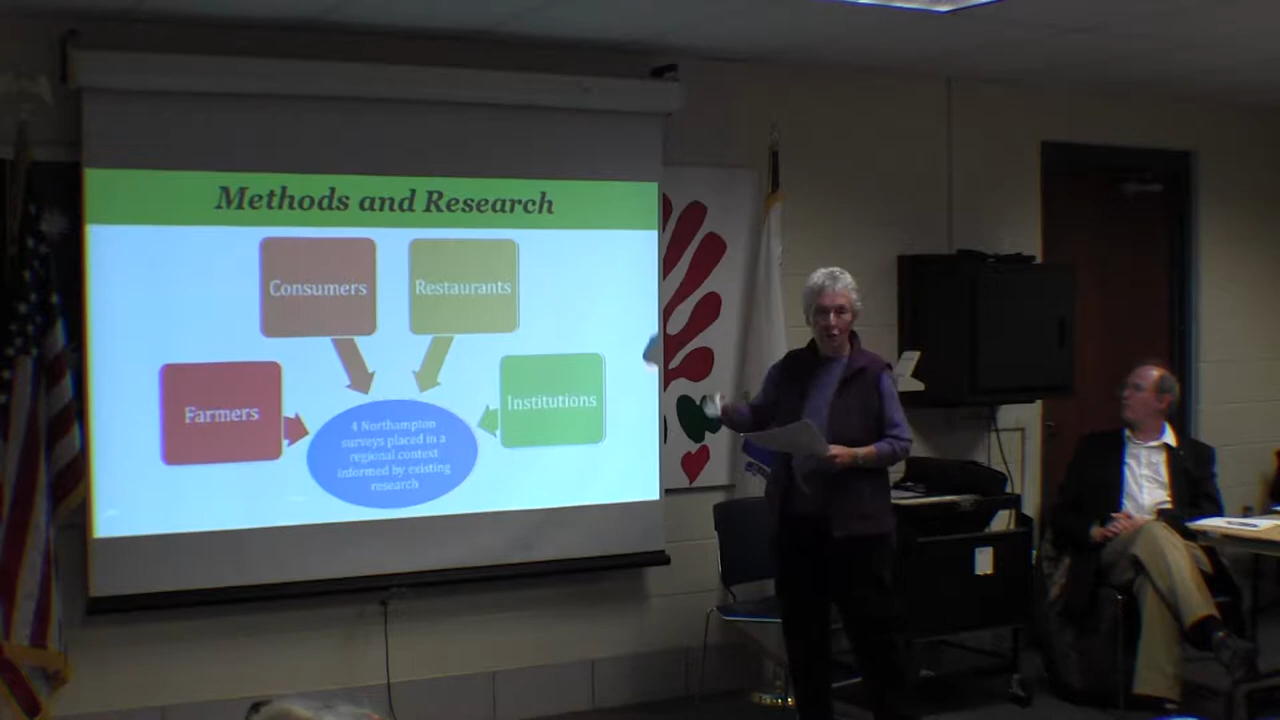 Methods and Research
Consumers
Restaurants
Farmers
Institutions
4 Northampton
surveys placed in a
regional context
informed by existing
research